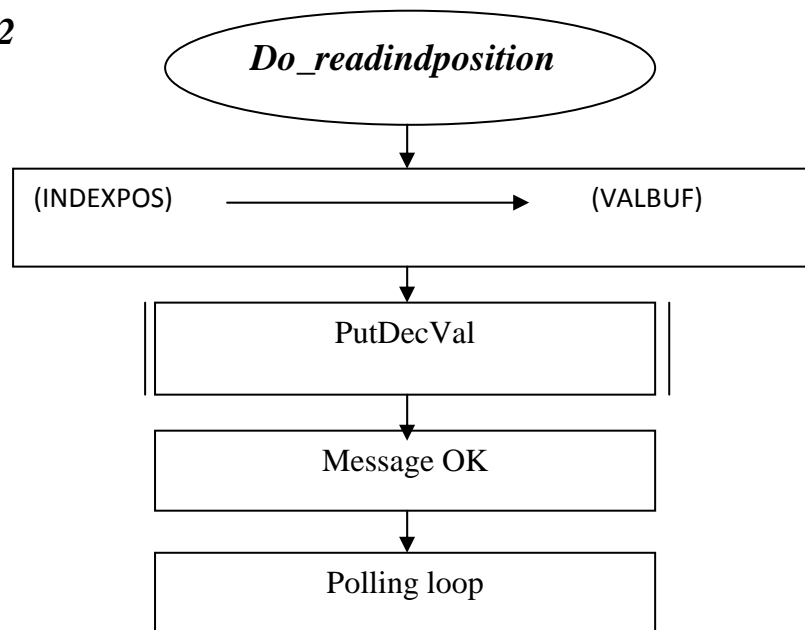 2
Do_readindposition
(INDEXPOS) (VALBUF)
PutDecVal
Message OK
Polling loop